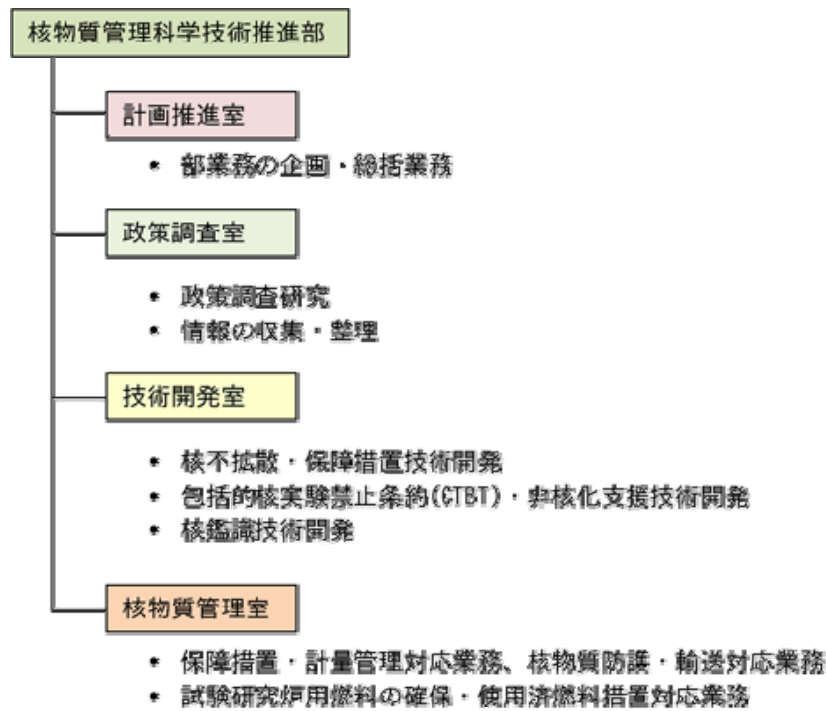 核物質管理科学技術推進部
計画推進室
• 部業務の企画・総括業務
政策調査室
• 政策調査研究
• 情報の収集・整理
技術開発室
• 核不拡散・保障措置技術開発
• 包括的核実験禁止条約(CTBT)・非核化支援技術開発
• 核鑑識技術開発
核物質管理室
• 保障措置・計量管理対応業務、核物質防護・輸送対応業務
• 試験研究炉用燃料の確保・使用済燃料措置対応業務